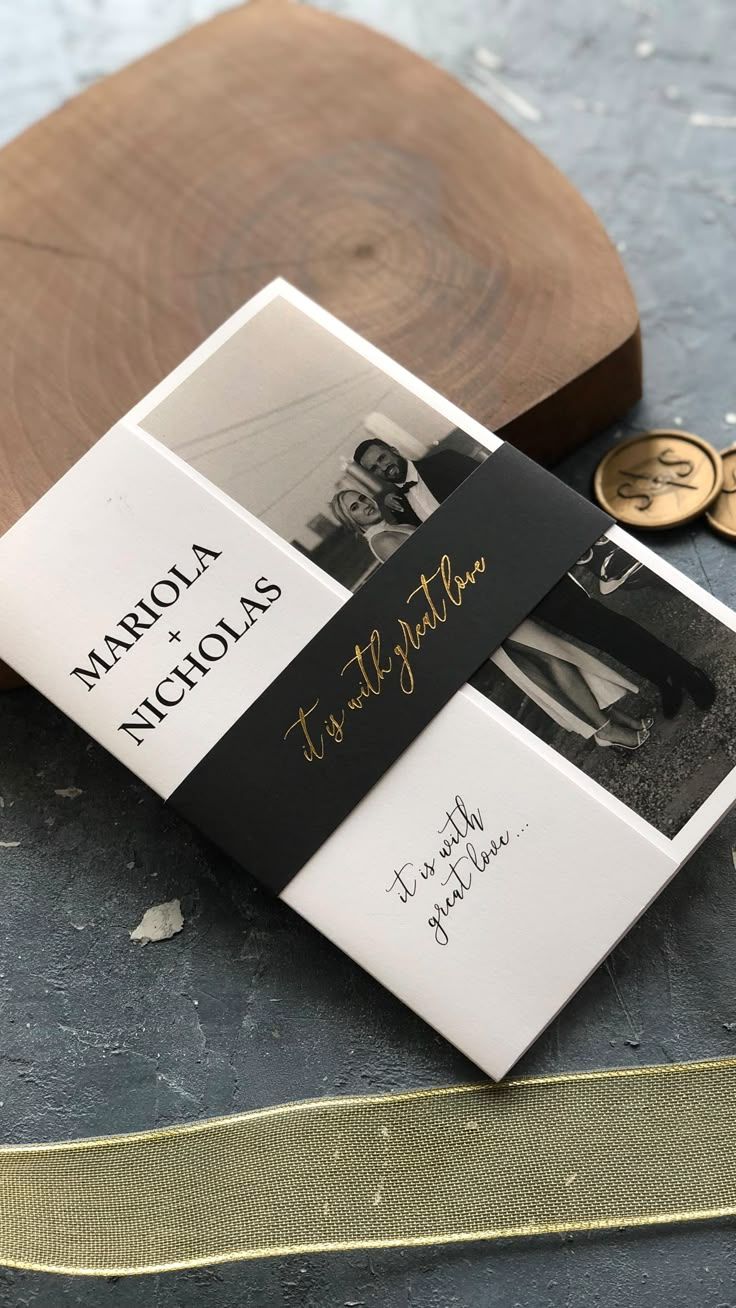 MARIOLA
+
NICHOLAS
it is with great love
it is with
great love...
S S